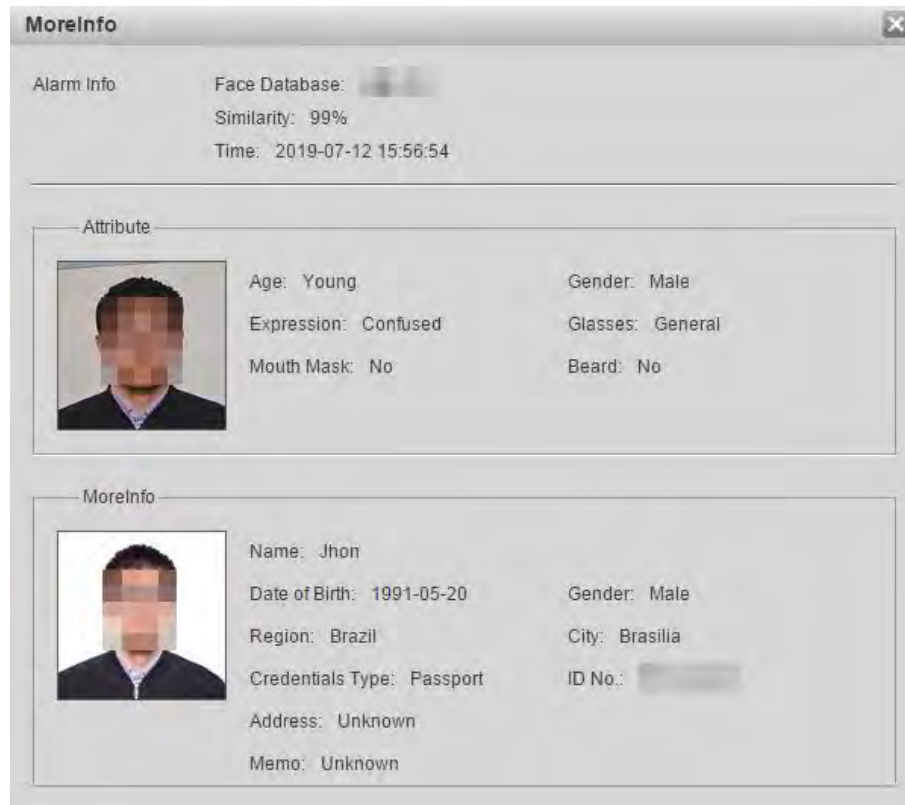 MoreInfo
Alarm Info Face Database:
Similarity: 99%
Time: 2019-07-12 15:56:54
Attribute
Age: Young Gender: Male
Expression: Confused Glasses: General
Mouth Mask: No Beard: No
MoreInfo
Name: Jhon
Date of Birth: 1991-05-20 Gender: Male
Region: Brazil City: Brasilia
Credentials Type: Passport ID No.:
Address: Unknown
Memo: Unknown